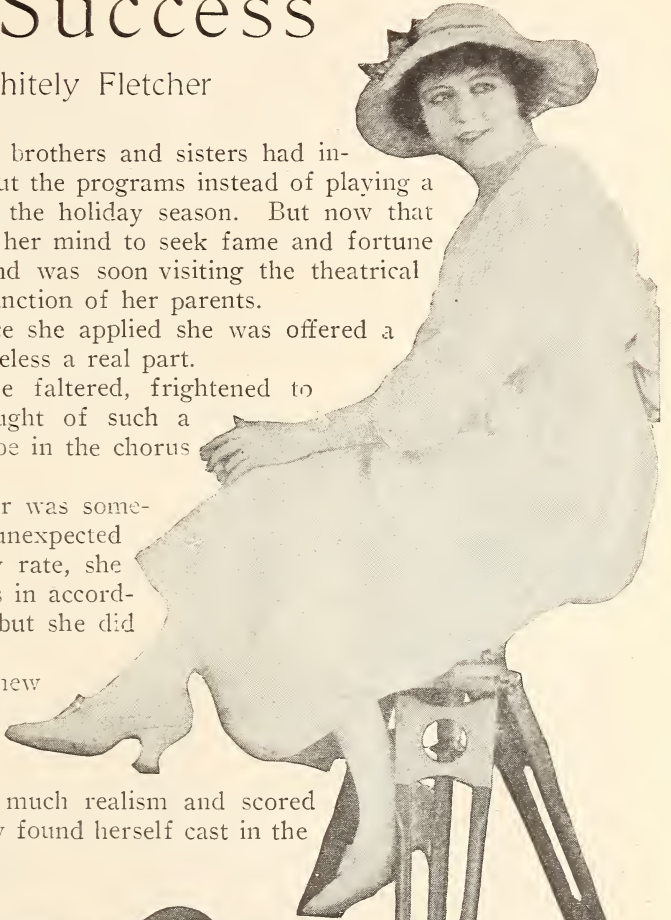 Success
hitely Fletcher
brothers and sisters had in-
ut the programs instead of playing a
the holiday season. But now that
her mind to seek fame and fortune
nd was soon visiting the theatrical
nction of her parents.
ce she applied she was offered a
eless a real part.
e faltered, frightened to
ught of such a
be in the chorus
r was some-
unexpected
y rate, she
s in accord-
but she did
new
much realism and scored
y found herself cast in the